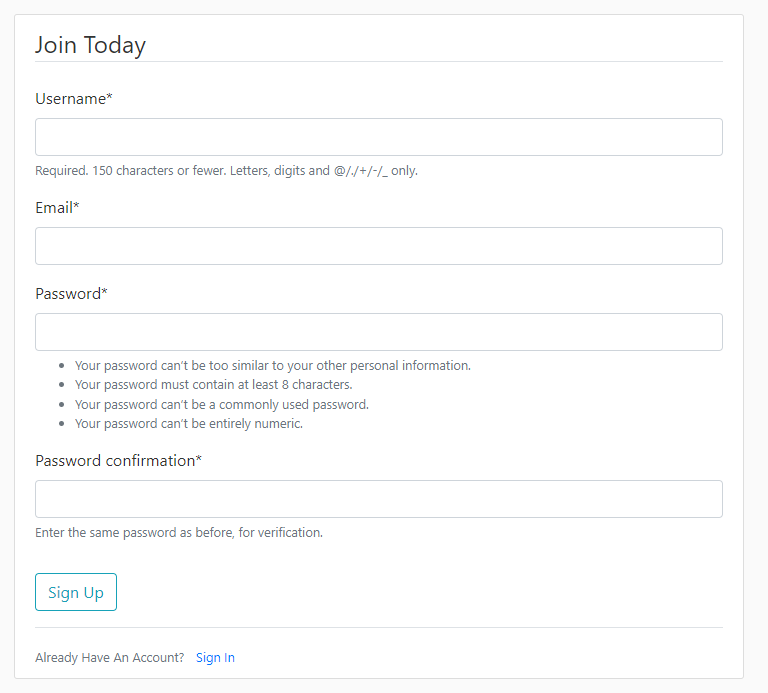 Join Today
Username*
Required. 150 characters or fewer. Letters, digits and @/./+/-/_ only.
Email*
Password*
• Your password can’t be too similar to your other personal information.
• Your password must contain at least 8 characters.
• Your password can’t be a commonly used password.
• Your password can’t be entirely numeric.
Password confirmation*
Enter the same password as before, for verification.
Sign Up
Already Have An Account? Sign In